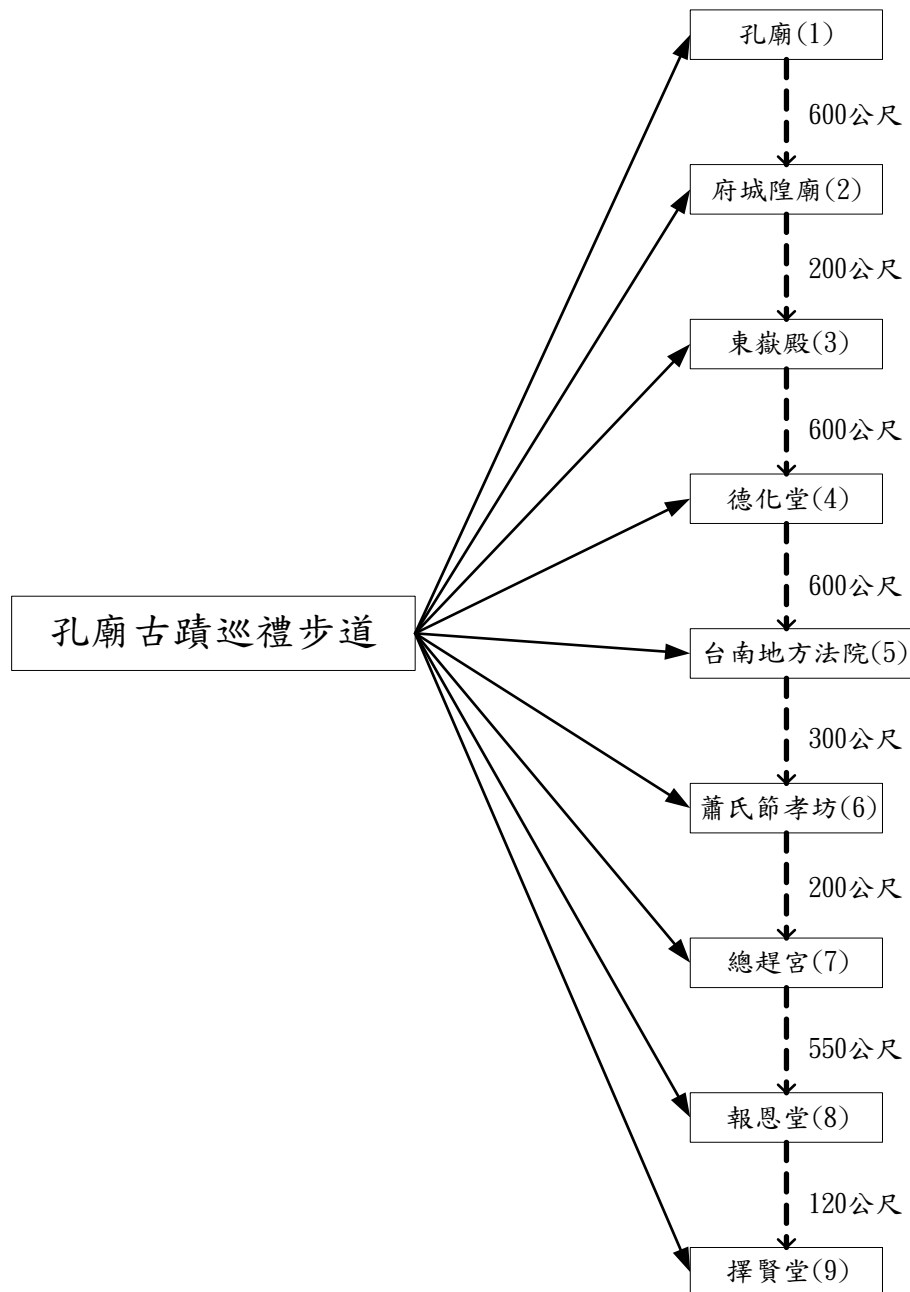 孔廟(1)
600公尺
府城隍廟(2)
200公尺
東嶽殿(3)
600公尺
德化堂(4)
600公尺
孔廟古蹟巡禮步道
台南地方法院(5)
300公尺
蕭氏節孝坊(6)
200公尺
總趕宮(7)
550公尺
報恩堂(8)
120公尺
擇賢堂(9)